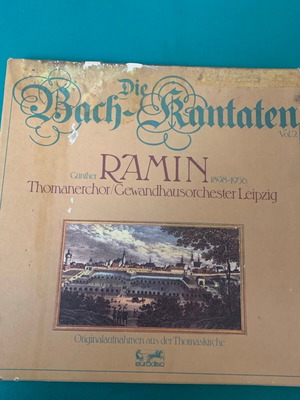 Die
Bach-Kantaten
Vol. 2
Günther RAMIN 1898-1956
Thomanerchor/Gewandhausorchester Leipzig
Originalaufnahmen aus der Thomaskirche
eurodisc